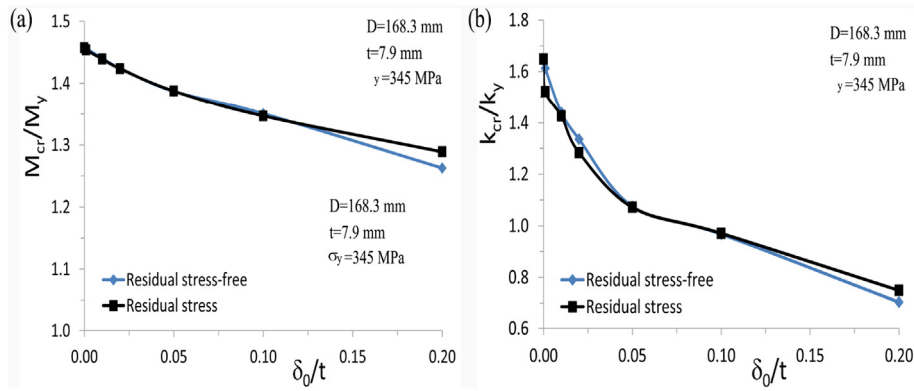 (a)
M_cr/M_y
1.5
1.4
1.3
1.2
1.1
1.0
D=168.3 mm
t=7.9 mm
y=345 MPa
D=168.3 mm
t=7.9 mm
σy=345 MPa
Residual stress-free
Residual stress
0.00 0.05 0.10 0.15 0.20
δ0/t
(b)
k_cr/k_y
1.8
1.6
1.4
1.2
1.0
0.8
0.6
D=168.3 mm
t=7.9 mm
y=345 MPa
Residual stress-free
Residual stress
0.00 0.05 0.10 0.15 0.20
δ0/t